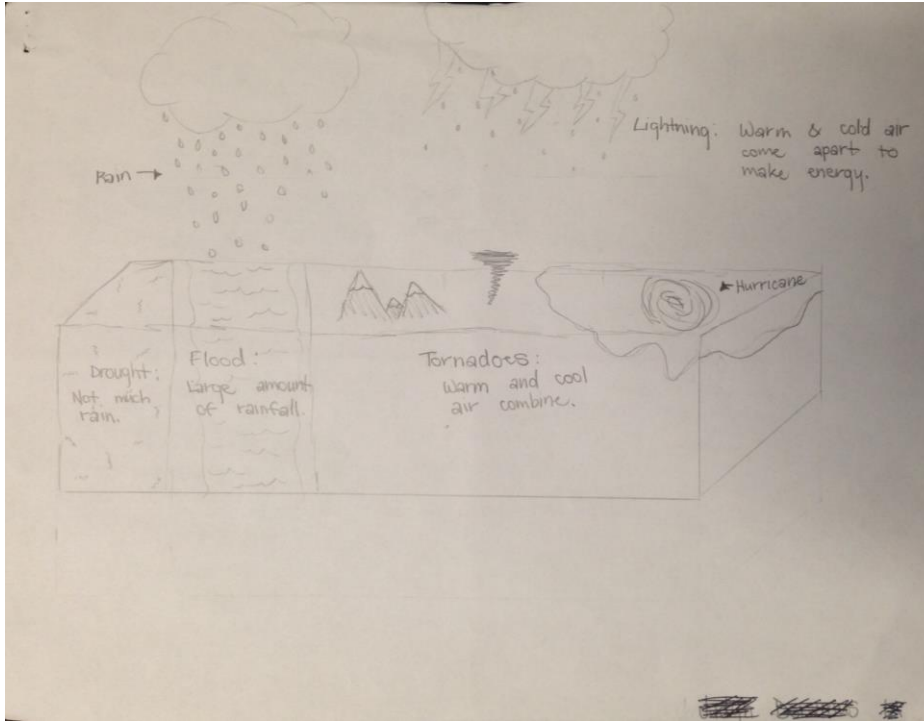 Lightning: Warm & cold air
come apart to
make energy.
Rain
Hurricane
Drought:
Not much
rain.
Flood:
Large amount
of rainfall.
Tornadoes:
Warm and cool
air combine.